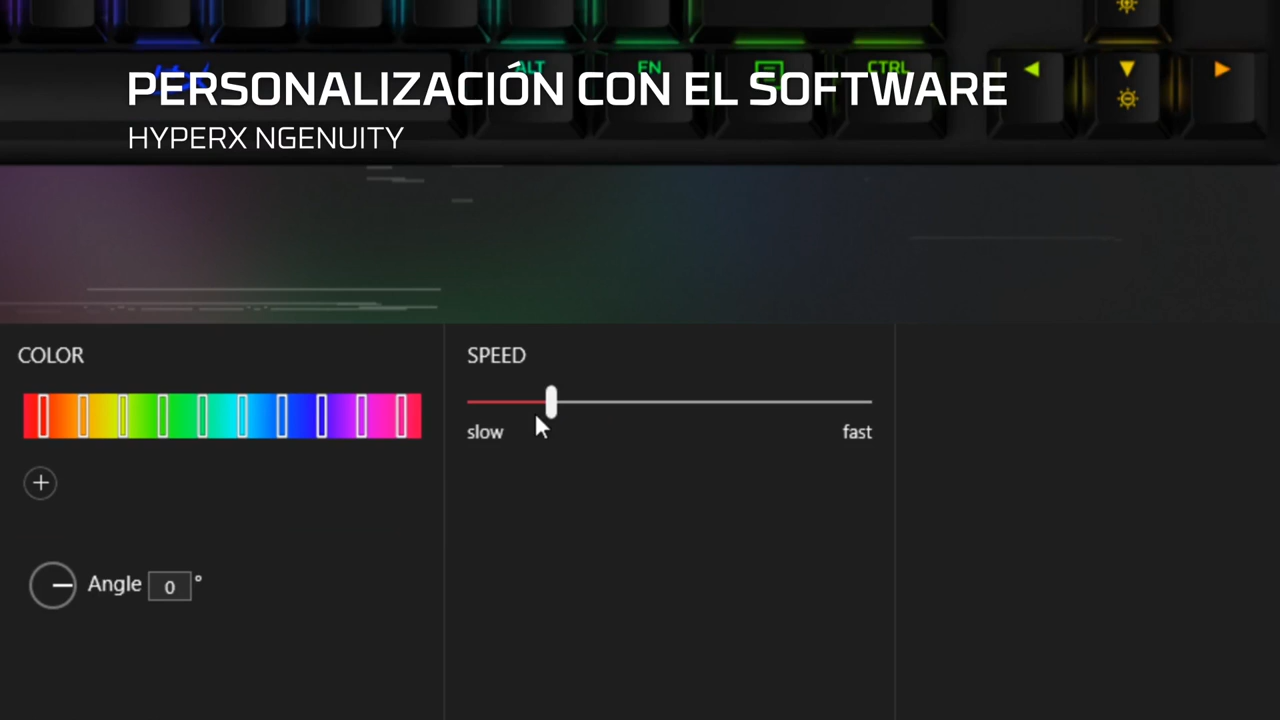 ALT
FN
CTRL
PERSONALIZACIÓN CON EL SOFTWARE
HYPERX NGENUITY
COLOR
SPEED
slow
fast
Angle 0 °